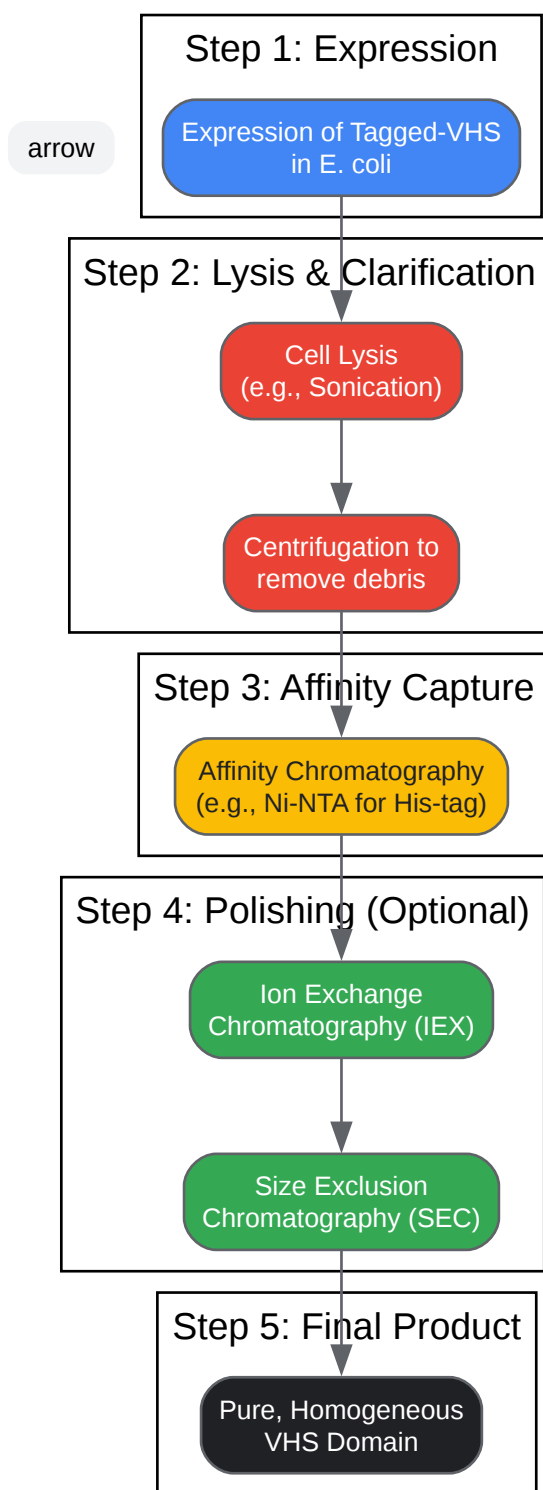 Step 1: Expression
arrow
Expression of Tagged-VHS
in E. coli
Step 2: Lysis & Clarification
Cell Lysis
(e.g., Sonication)
Centrifugation to
remove debris
Step 3: Affinity Capture
Affinity Chromatography
(e.g., Ni-NTA for His-tag)
Step 4: Polishing (Optional)
Ion Exchange
Chromatography (IEX)
Size Exclusion
Chromatography (SEC)
Step 5: Final Product
Pure, Homogeneous
VHS Domain